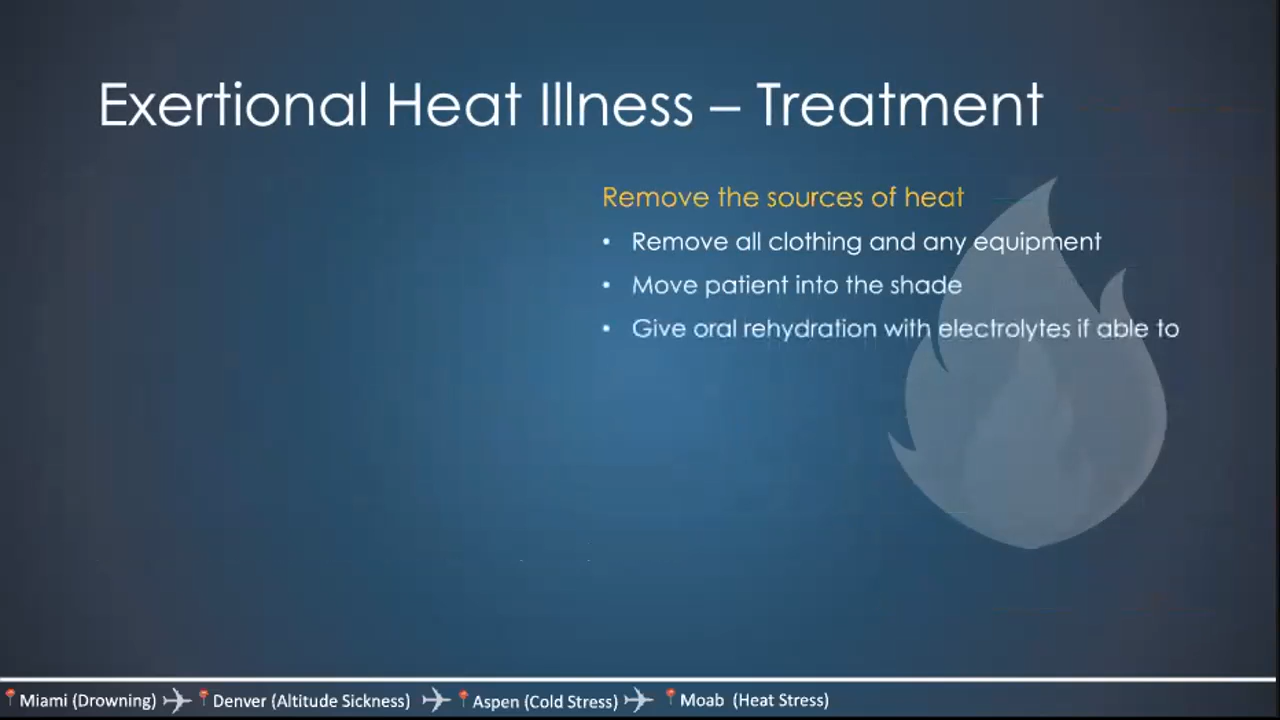 Exertional Heat Illness – Treatment
Remove the sources of heat
• Remove all clothing and any equipment
• Move patient into the shade
• Give oral rehydration with electrolytes if able to
Miami (Drowning) Denver (Altitude Sickness) Aspen (Cold Stress) Moab (Heat Stress)